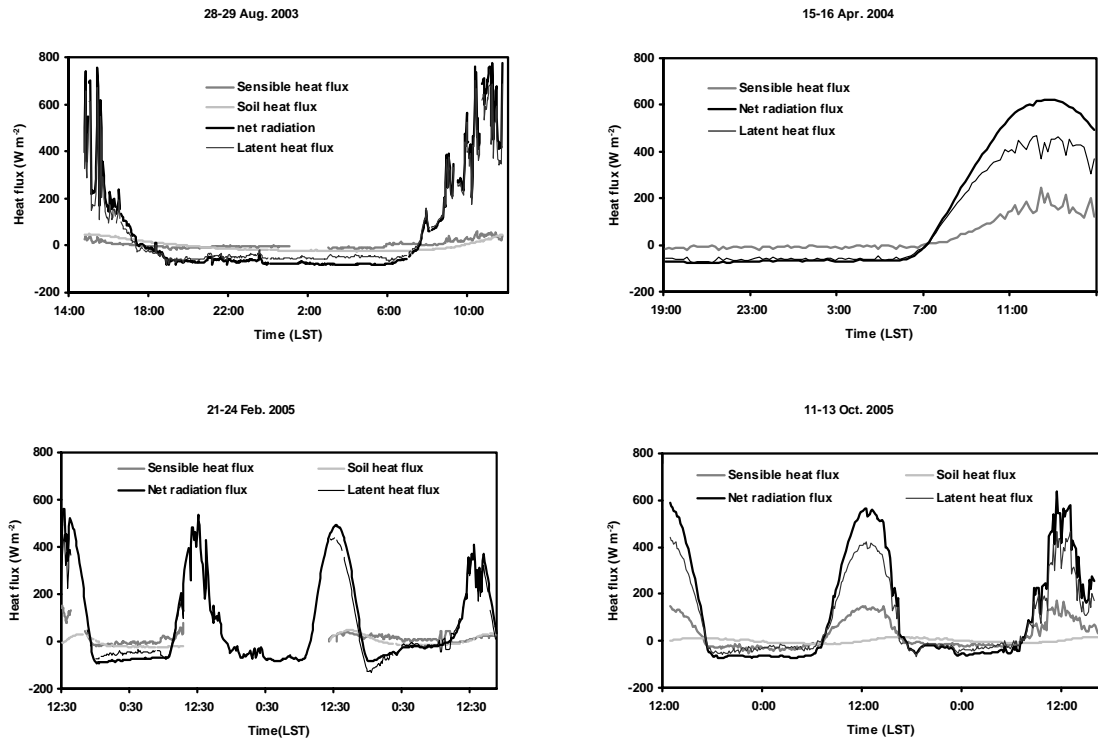 28-29 Aug. 2003
800
600
400
200
0
-200
Heat flux (W m-2)
Sensible heat flux
Soil heat flux
net radiation
Latent heat flux
14:00 18:00 22:00 2:00 6:00 10:00
Time (LST)
15-16 Apr. 2004
800
600
400
200
0
-200
Heat flux (W m-2)
Sensible heat flux
Net radiation flux
Latent heat flux
19:00 23:00 3:00 7:00 11:00
Time (LST)
21-24 Feb. 2005
800
600
400
200
0
-200
Heat flux (W m-2)
Sensible heat flux Soil heat flux
Net radiation flux Latent heat flux
12:30 0:30 12:30 0:30 12:30 0:30 12:30
Time(LST)
11-13 Oct. 2005
800
600
400
200
0
-200
Heat flux (W m-2)
Sensible heat flux Soil heat flux
Net radiation flux Latent heat flux
12:00 0:00 12:00 0:00 12:00
Time (LST)